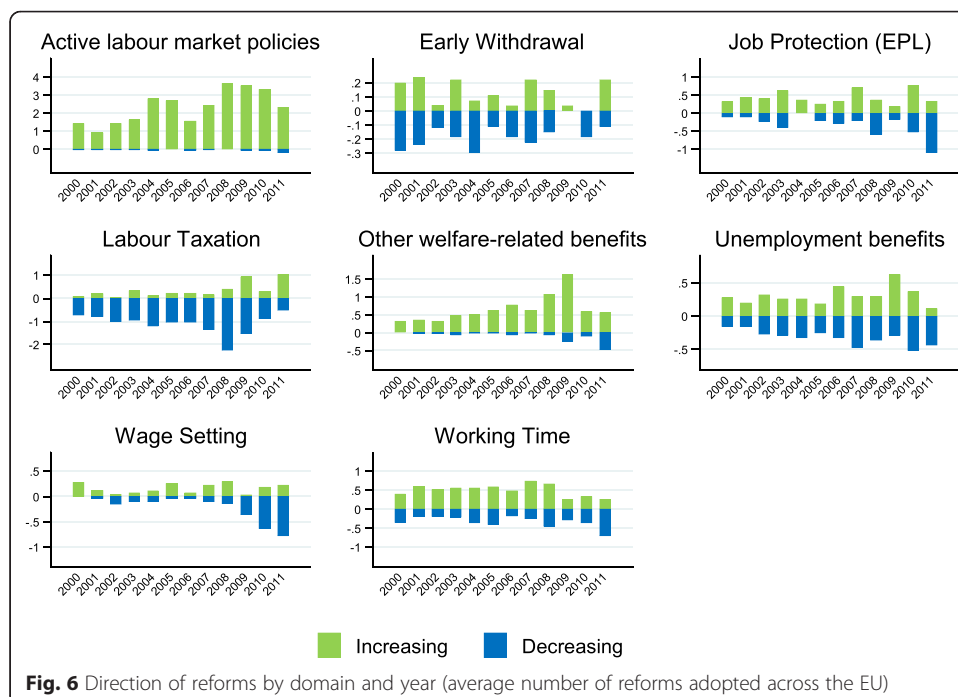 Active labour market policies
4
3
2
1
0
2000 2001 2002 2003 2004 2005 2006 2007 2008 2009 2010 2011
Early Withdrawal
.2
.1
0
-.1
-.2
-.3
2000 2001 2002 2003 2004 2005 2006 2007 2008 2009 2010 2011
Job Protection (EPL)
1
.5
0
-.5
-1
2000 2001 2002 2003 2004 2005 2006 2007 2008 2009 2010 2011
Labour Taxation
1
0
-1
-2
2000 2001 2002 2003 2004 2005 2006 2007 2008 2009 2010 2011
Other welfare-related benefits
1.5
1
.5
0
-.5
2000 2001 2002 2003 2004 2005 2006 2007 2008 2009 2010 2011
Unemployment benefits
.5
0
-.5
2000 2001 2002 2003 2004 2005 2006 2007 2008 2009 2010 2011
Wage Setting
.5
0
-.5
-1
2000 2001 2002 2003 2004 2005 2006 2007 2008 2009 2010 2011
Working Time
1
.5
0
-.5
-1
2000 2001 2002 2003 2004 2005 2006 2007 2008 2009 2010 2011
Increasing Decreasing
Fig. 6 Direction of reforms by domain and year (average number of reforms adopted across the EU)